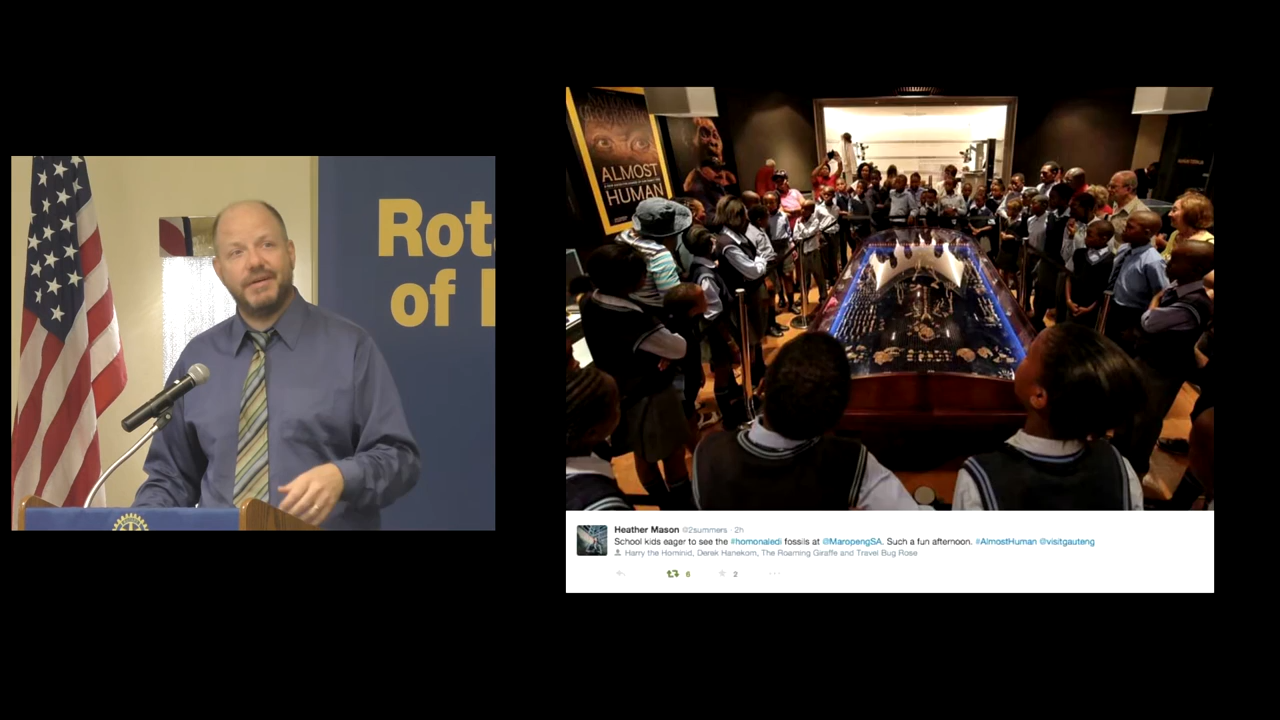 Rot
of
ALMOST
HUMAN
Heather Mason @2summers · 2h
School kids eager to see the #homonaledi fossils at @MaropengSA. Such a fun afternoon. #AlmostHuman @visitgauteng
Harry the Hominid, Derek Hanekom, The Roaming Giraffe and Travel Bug Rose
6 2